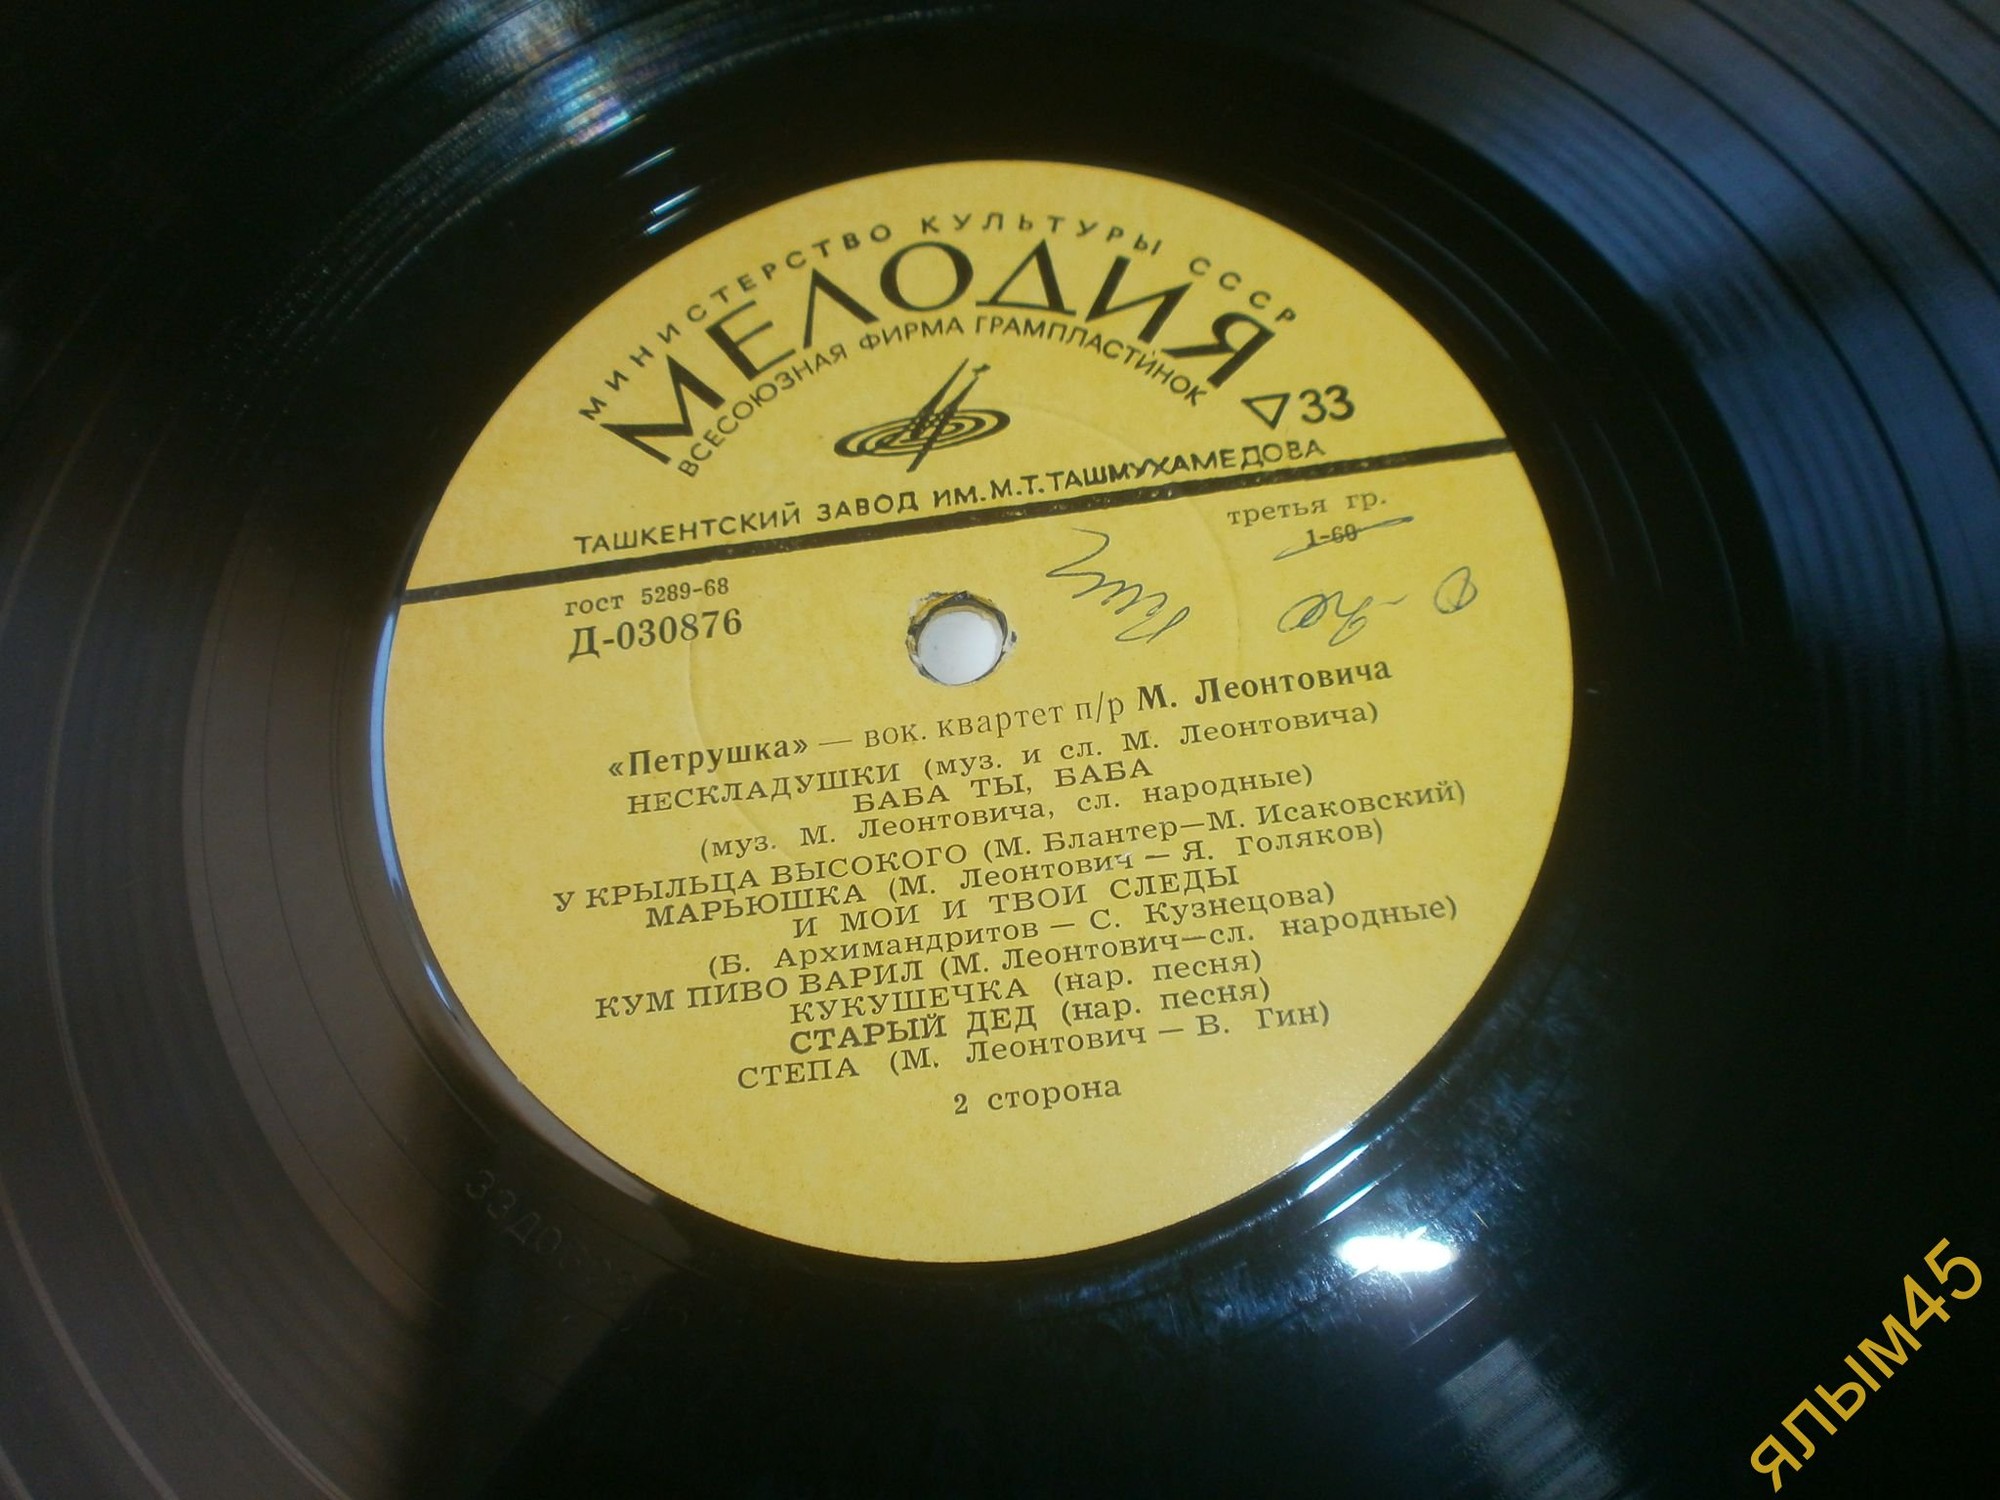 МИНИСТЕРСТВО КУЛЬТУРЫ СССР
МЕЛОДИЯ
ВСЕСОЮЗНАЯ ФИРМА ГРАМПЛАСТИНОК
▽33
ТАШКЕНТСКИЙ ЗАВОД ИМ. М.Т. ТАШМУХАМЕДОВА
гост 5289-68
Д-030876
третья гр.
1-60
«Петрушка» — вок. квартет п/р М. Леонтовича
НЕСКЛАДУШКИ (муз. и сл. М. Леонтовича)
БАБА ТЫ, БАБА
(муз. М. Леонтовича, сл. народные)
У КРЫЛЬЦА ВЫСОКОГО (М. Блантер—М. Исаковский)
МАРЬЮШКА (М. Леонтович — Я. Голяков)
И МОИ И ТВОИ СЛЕДЫ
(Б. Архимандритов — С. Кузнецова)
КУМ ПИВО ВАРИЛ (М. Леонтович—сл. народные)
КУКУШЕЧКА (нар. песня)
СТАРЫЙ ДЕД (нар. песня)
СТЕПА (М. Леонтович — В. Гин)
2 сторона
ялым45